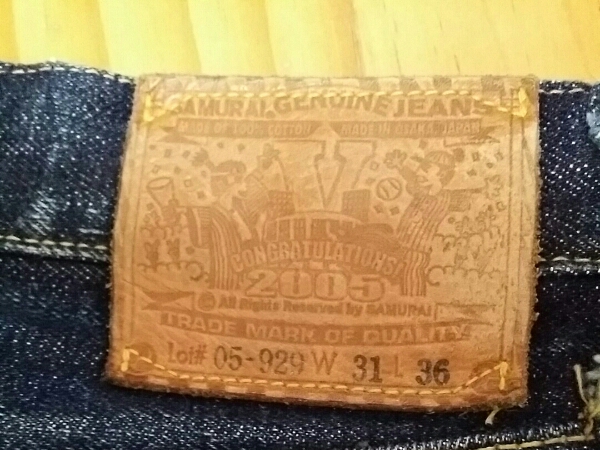 SAMURAI GENUINE JEANS
MADE OF 100% COTTON MADE IN OSAKA, JAPAN
V
CONGRATULATIONS!
2005
© All Rights Reserved by SAMURAI
TRADE MARK OF QUALITY
Lot# 05-929 W 31 L 36